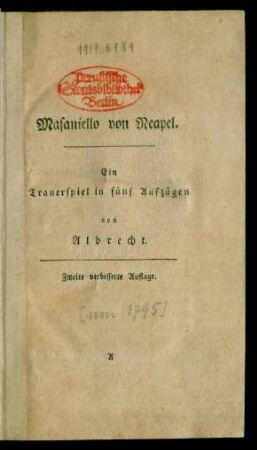 1919.4181
Preußische
Staatsbibliothek
Berlin
Masaniello von Neapel.
Ein
Trauerspiel in fünf Aufzügen
von
Albrecht.
Zweite verbesserte Auflage.
[um 1795]
A